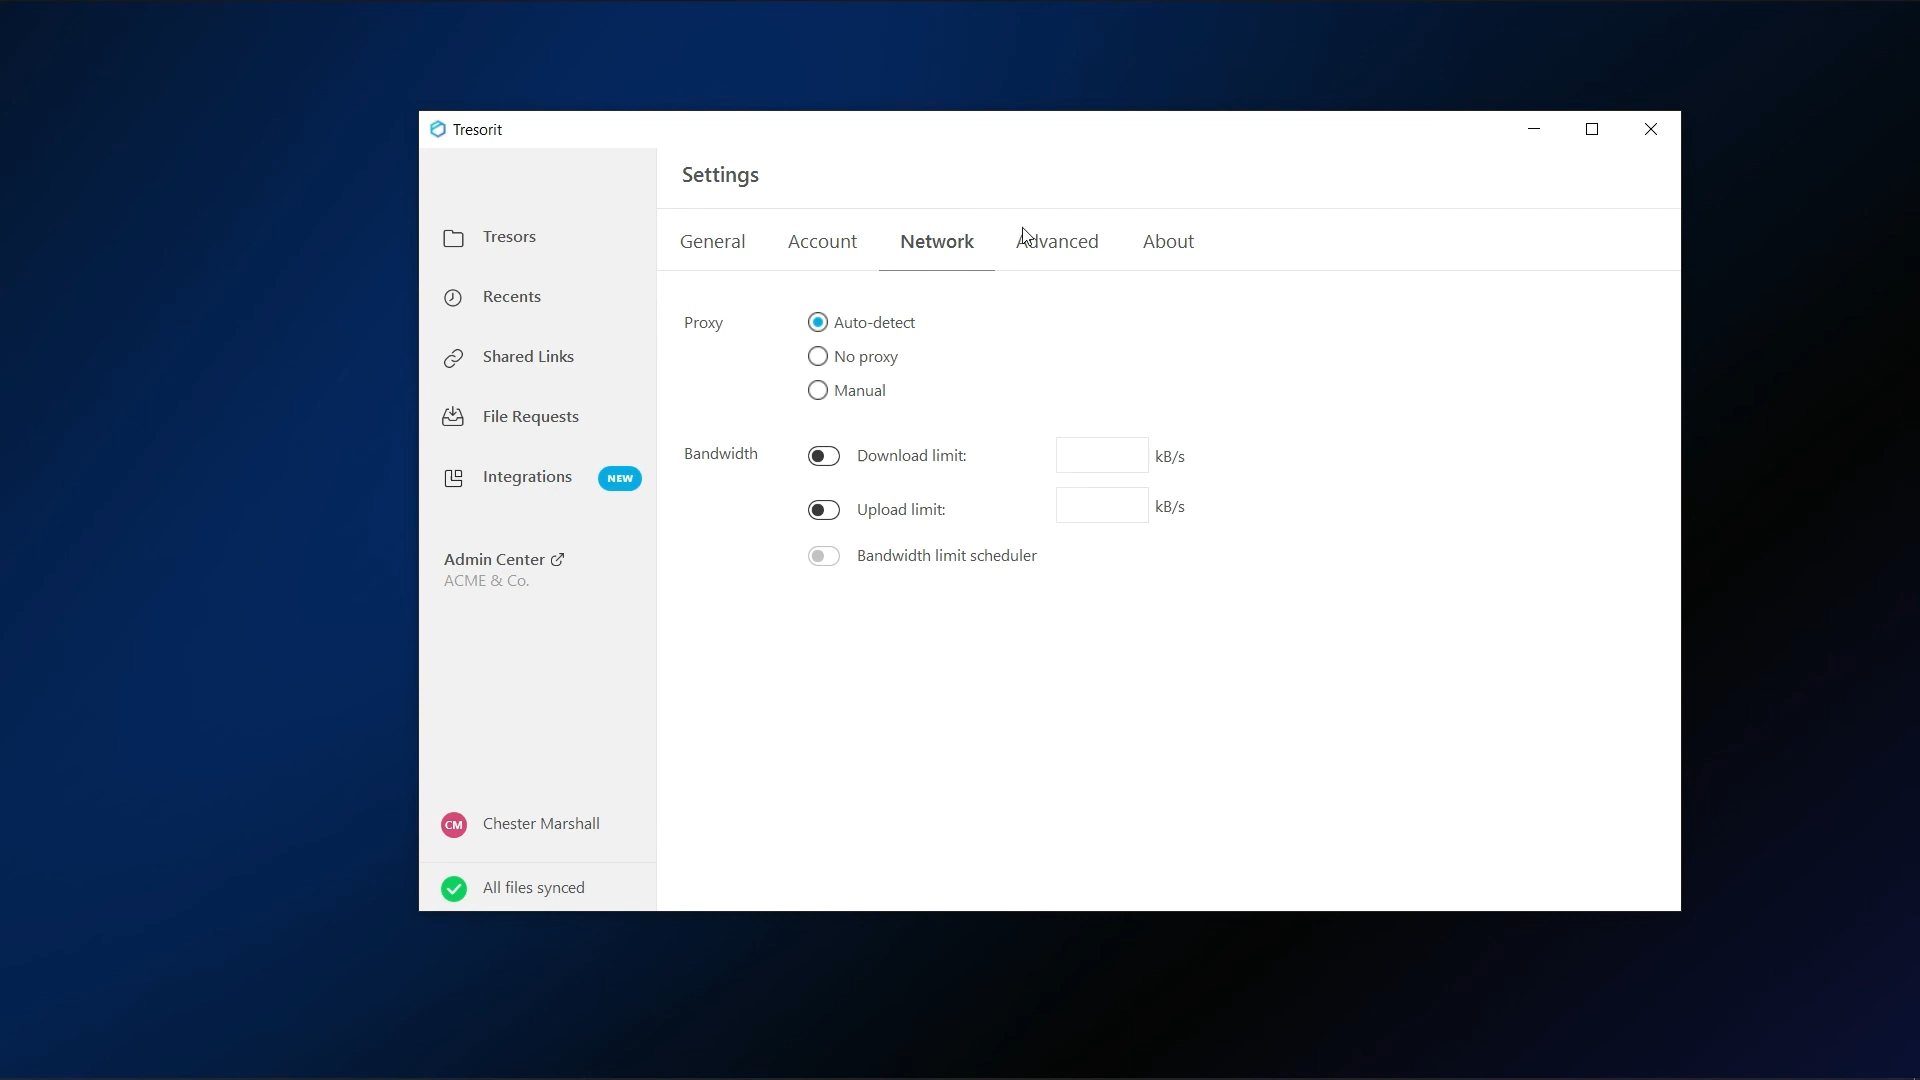 Tresorit
Settings
General Account Network Advanced About
Tresors
Recents
Shared Links
File Requests
Integrations NEW
Admin Center
ACME & Co.
Chester Marshall
CM
All files synced
Proxy
Auto-detect
No proxy
Manual
Bandwidth
Download limit: kB/s
Upload limit: kB/s
Bandwidth limit scheduler